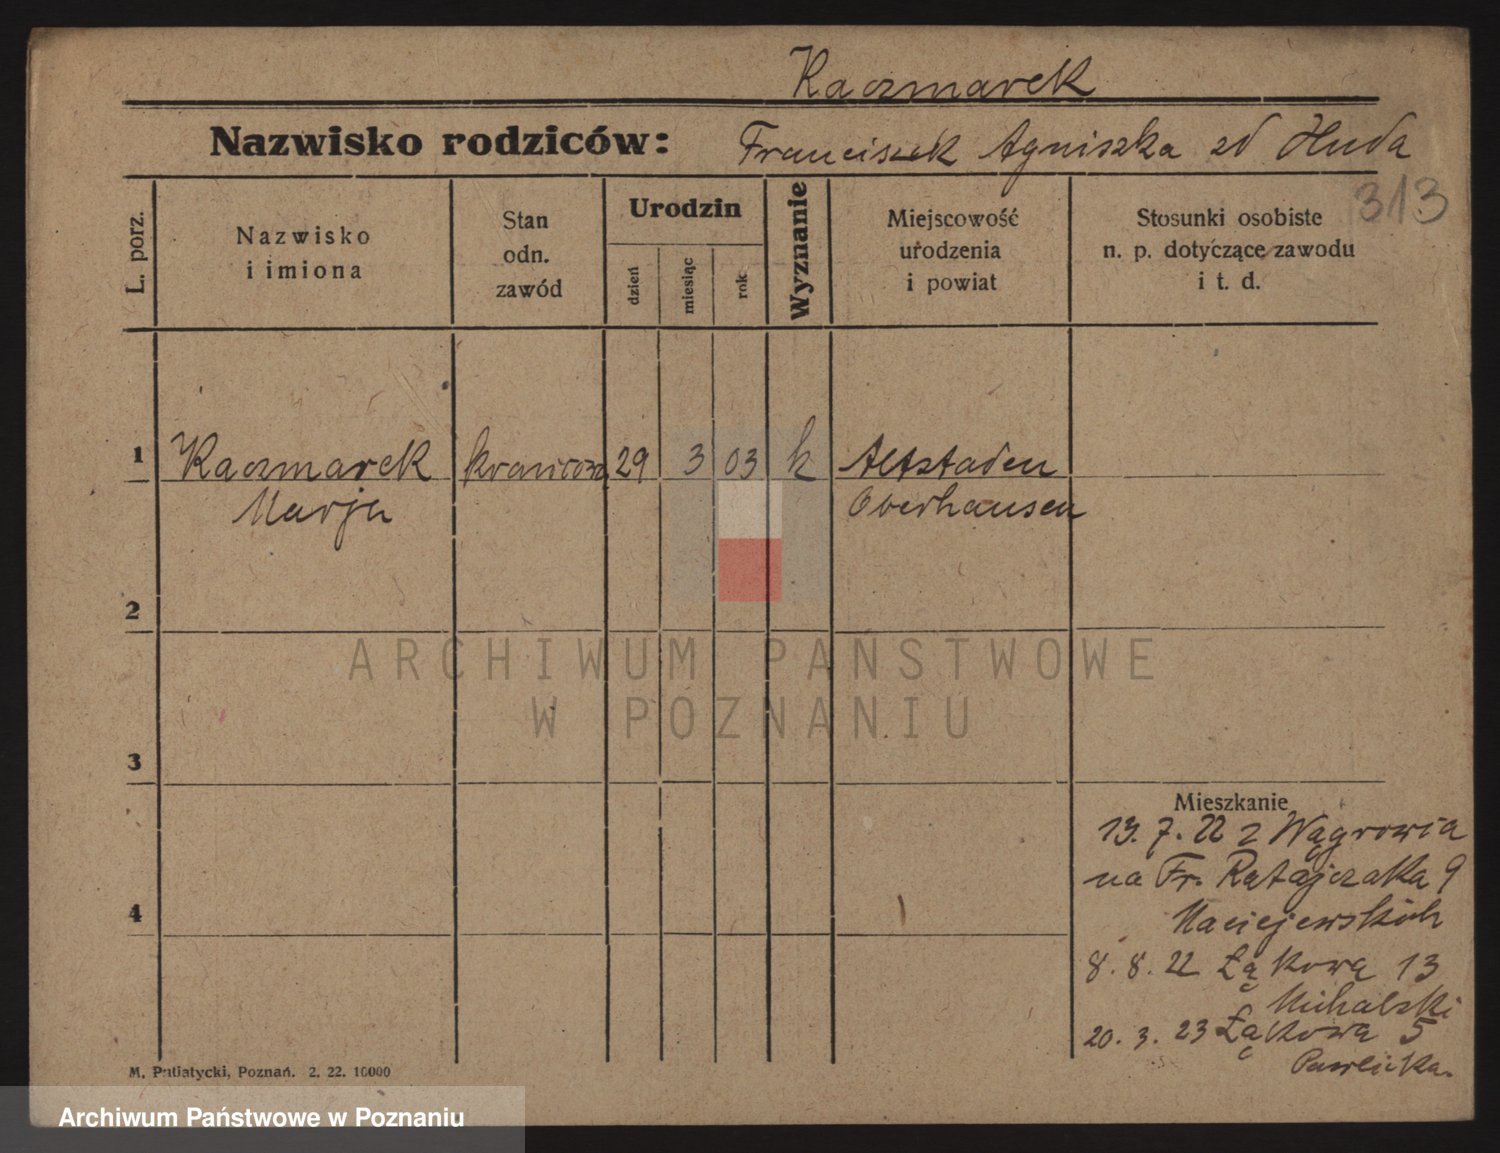 Kaczmarek
Nazwisko rodziców: Franciszek Agniszka zd Huda
313
L. porz.
Nazwisko i imiona
Stan odn. zawód
Urodzin
dzień
miesiąc
rok
Wyznanie
Miejscowość urodzenia i powiat
Stosunki osobiste n. p. dotyczące zawodu i t. d.
1 Kaczmarek krawcowa 29 3 03 k Altstaden
Marja Oberhausen
2
ARCHIWUM PAŃSTWOWE
W POZNANIU
3
Mieszkanie
13. 7. 22 z Wągrowca
na Fr. Ratajczaka 9
4
Maciejewskich
8. 8. 22 Łąkowa 13
Michalski
20. 3. 23 Łąkowa 5
Pawlicka.
M. Putiatycki, Poznań. 2. 22. 10000
Archiwum Państwowe w Poznaniu